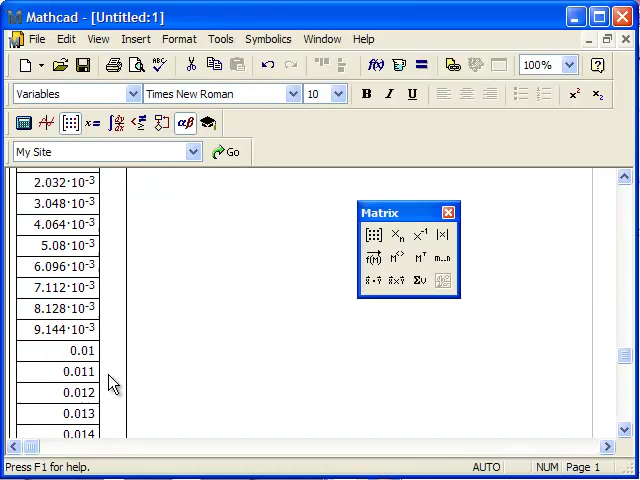 Mathcad - [Untitled:1]
File Edit View Insert Format Tools Symbolics Window Help
100%
Variables Times New Roman 10 B I U
My Site Go
2.032·10-3
3.048·10-3
4.064·10-3
5.08·10-3
6.096·10-3
7.112·10-3
8.128·10-3
9.144·10-3
0.01
0.011
0.012
0.013
0.014
Matrix
Press F1 for help. AUTO NUM Page 1